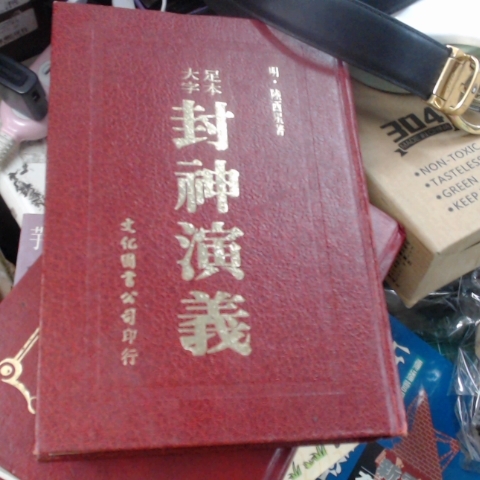 明·陸西星著
足本
大字
封神演義
文化圖書公司印行
304
NON-TOXIC
TASTELESS
GREEN
KEEP